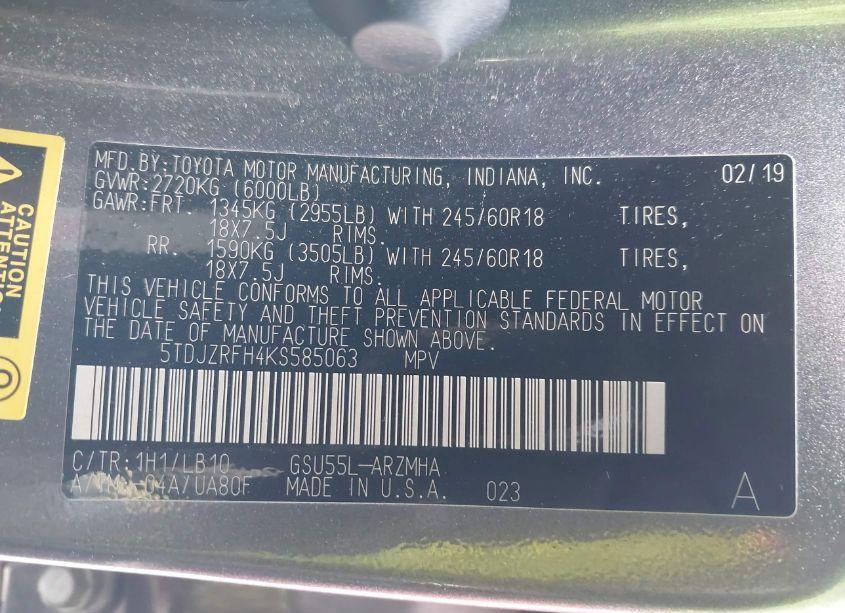 CAUTION
MFD.BY:TOYOTA MOTOR MANUFACTURING, INDIANA, INC. 02/19
GVWR:2720KG (6000LB)
GAWR:FRT. 1345KG (2955LB) WITH 245/60R18 TIRES,
18X7.5J RIMS.
RR. 1590KG (3505LB) WITH 245/60R18 TIRES,
18X7.5J RIMS.
THIS VEHICLE CONFORMS TO ALL APPLICABLE FEDERAL MOTOR
VEHICLE SAFETY AND THEFT PREVENTION STANDARDS IN EFFECT ON
THE DATE OF MANUFACTURE SHOWN ABOVE.
5TDJZRFH4KS585063 MPV
C/TR:1H1/LB10 GSU55L-ARZMHA
04A/UA80F MADE IN U.S.A. 023 A